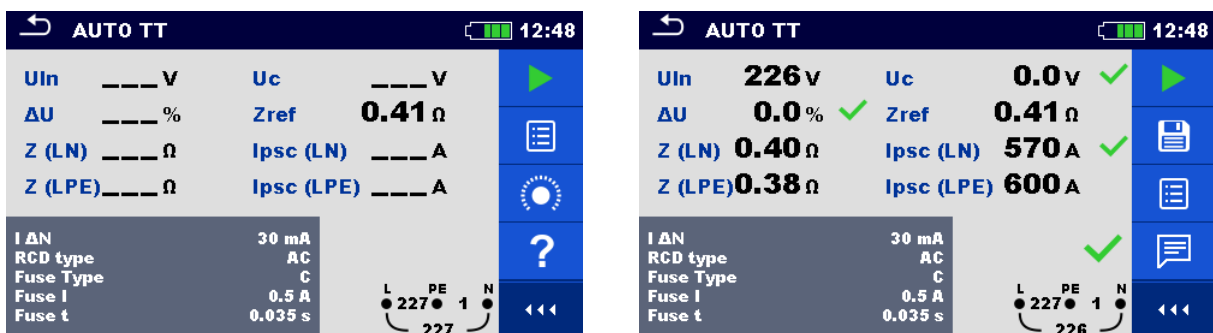 AUTO TT 12:48
Uln ___V Uc ___V
ΔU ___% Zref 0.41Ω
Z (LN) ___Ω Ipsc (LN) ___A
Z (LPE)___Ω Ipsc (LPE) ___A
I ΔN 30 mA
RCD type AC
Fuse Type C
Fuse I 0.5 A
Fuse t 0.035 s
?
L PE N
227 1
227
AUTO TT 12:48
Uln 226V Uc 0.0V
ΔU 0.0% Zref 0.41Ω
Z (LN) 0.40Ω Ipsc (LN) 570A
Z (LPE)0.38Ω Ipsc (LPE) 600A
I ΔN 30 mA
RCD type AC
Fuse Type C
Fuse I 0.5 A
Fuse t 0.035 s
L PE N
227 1
226